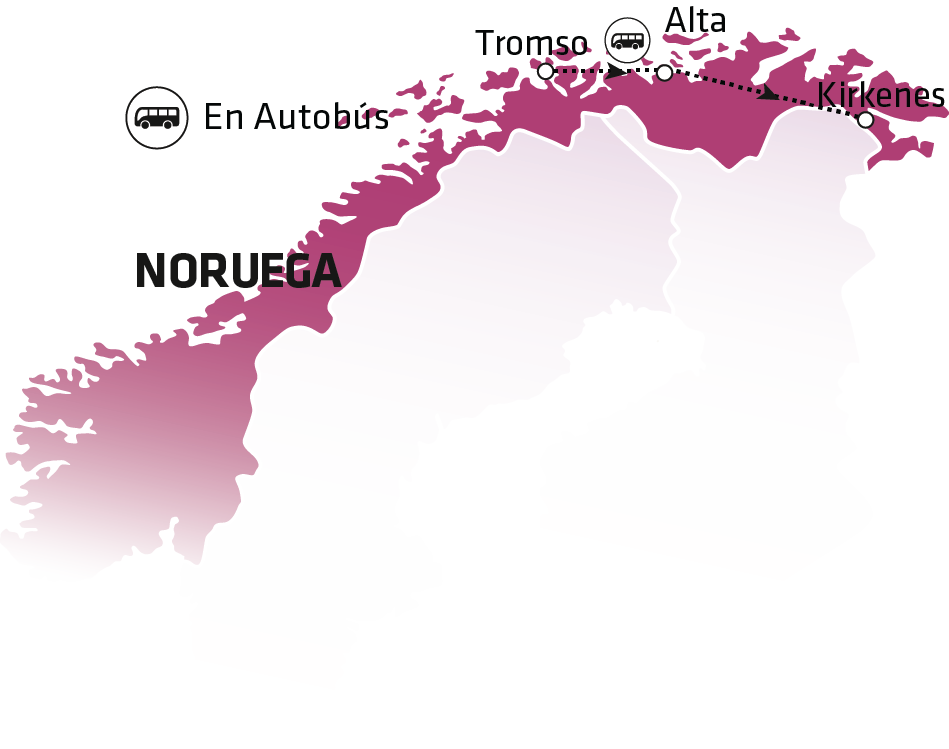 Alta
Tromso
Kirkenes
En Autobús
NORUEGA